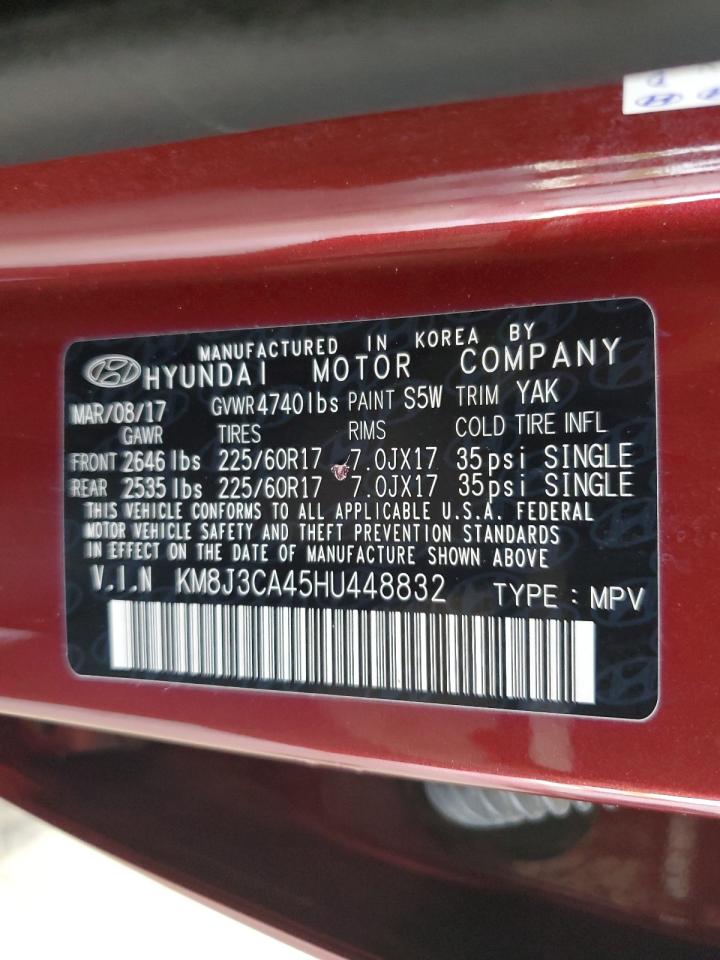 MANUFACTURED IN KOREA BY
HYUNDAI MOTOR COMPANY
MAR/08/17 GVWR 4740lbs PAINT S5W TRIM YAK
GAWR TIRES RIMS COLD TIRE INFL
FRONT 2646 lbs 225/60R17 7.0JX17 35psi SINGLE
REAR 2535 lbs 225/60R17 7.0JX17 35psi SINGLE
THIS VEHICLE CONFORMS TO ALL APPLICABLE U.S.A. FEDERAL
MOTOR VEHICLE SAFETY AND THEFT PREVENTION STANDARDS
IN EFFECT ON THE DATE OF MANUFACTURE SHOWN ABOVE
V.I.N KM8J3CA45HU448832 TYPE : MPV